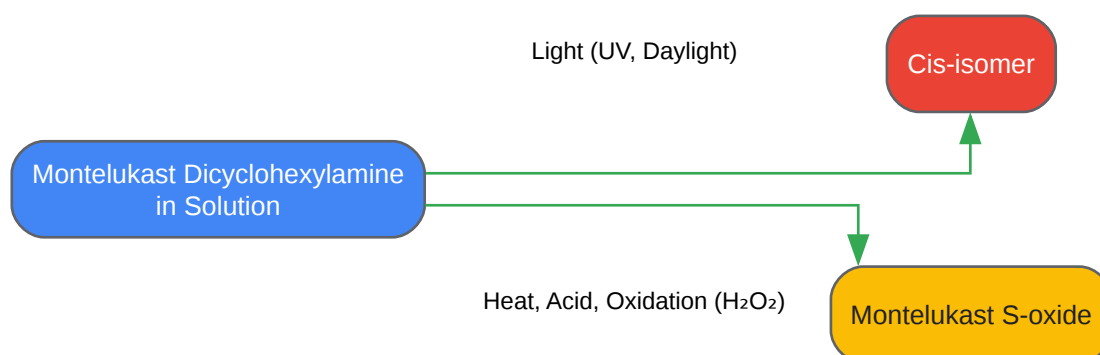 Light (UV, Daylight)
Cis-isomer
Montelukast Dicyclohexylamine
in Solution
Heat, Acid, Oxidation (H₂O₂)
Montelukast S-oxide